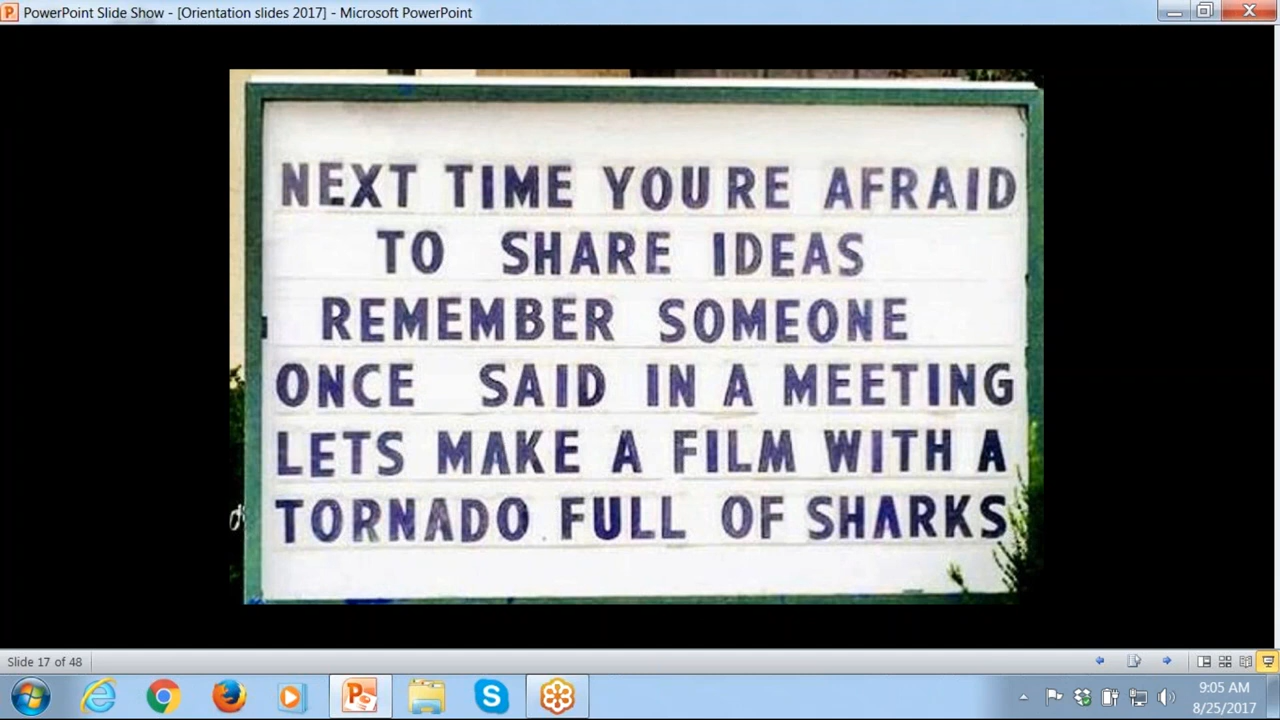 PowerPoint Slide Show - [Orientation slides 2017] - Microsoft PowerPoint
NEXT TIME YOURE AFRAID
TO SHARE IDEAS
REMEMBER SOMEONE
ONCE SAID IN A MEETING
LETS MAKE A FILM WITH A
TORNADO FULL OF SHARKS
Slide 17 of 48
9:05 AM
8/25/2017